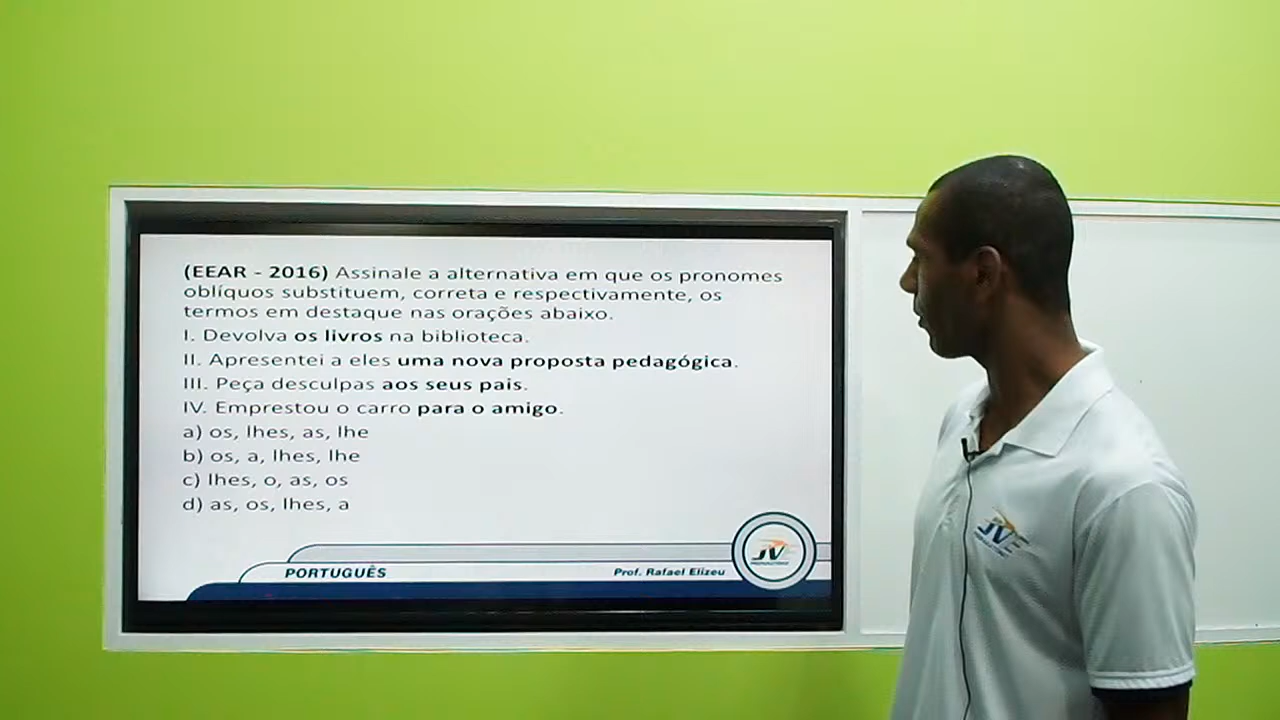 (EEAR - 2016) Assinale a alternativa em que os pronomes
oblíquos substituem, correta e respectivamente, os
termos em destaque nas orações abaixo.
I. Devolva os livros na biblioteca.
II. Apresentei a eles uma nova proposta pedagógica.
III. Peça desculpas aos seus pais.
IV. Emprestou o carro para o amigo.
a) os, lhes, as, lhe
b) os, a, lhes, lhe
c) lhes, o, as, os
d) as, os, lhes, a
PORTUGUÊS
Prof. Rafael Elizeu
JVE
JVE